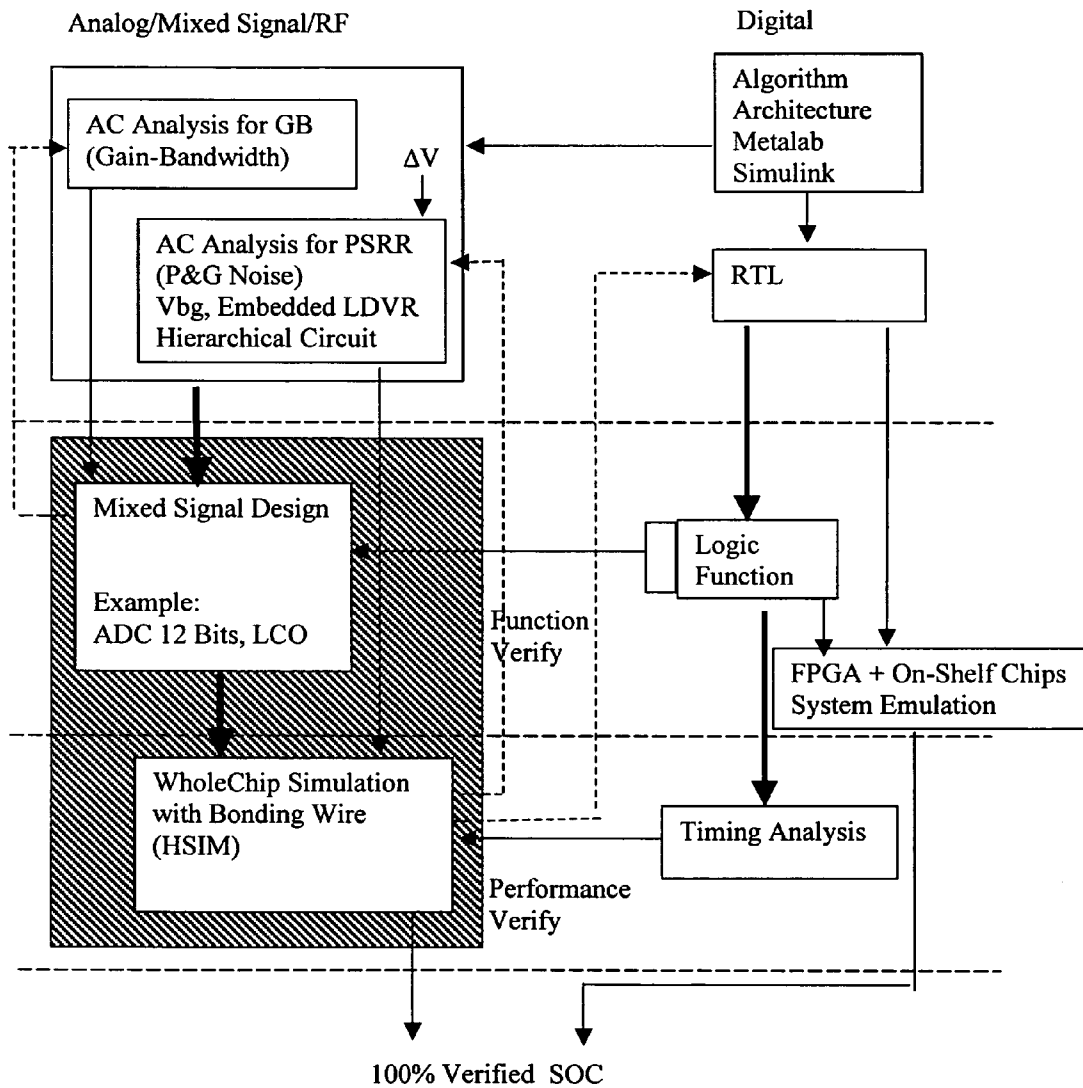 Analog/Mixed Signal/RF
Digital
AC Analysis for GB
(Gain-Bandwidth)
ΔV
AC Analysis for PSRR
(P&G Noise)
Vbg, Embedded LDVR
Hierarchical Circuit
Algorithm
Architecture
Metalab
Simulink
RTL
Mixed Signal Design
Example:
ADC 12 Bits, LCO
Logic
Function
Function
Verify
FPGA + On-Shelf Chips
System Emulation
WholeChip Simulation
with Bonding Wire
(HSIM)
Timing Analysis
Performance
Verify
100% Verified SOC